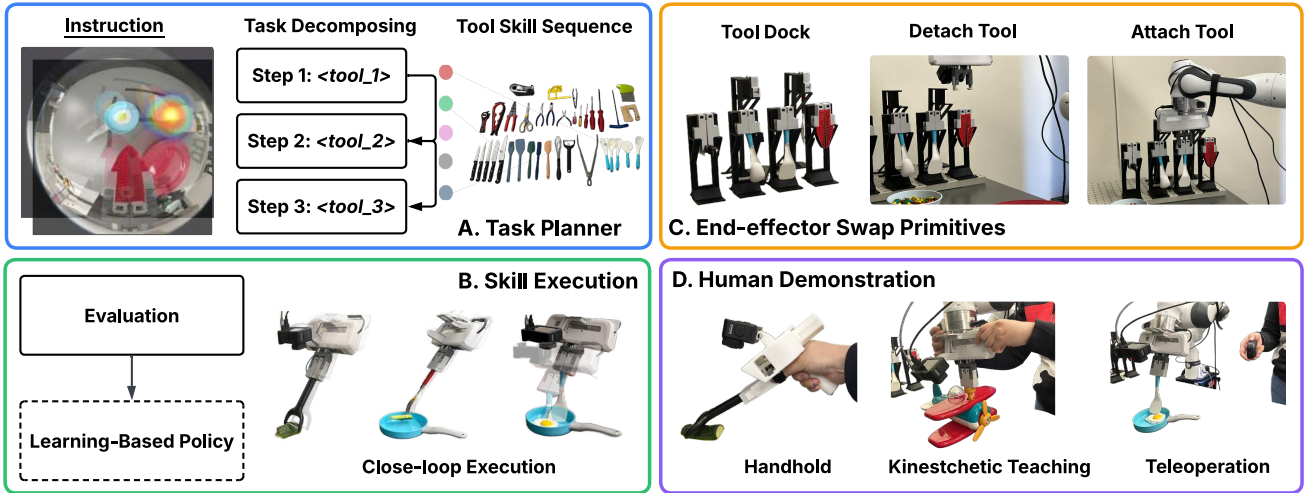 Instruction
Task Decomposing
Tool Skill Sequence
Step 1: <tool_1>
Step 2: <tool_2>
Step 3: <tool_3>
A. Task Planner
Tool Dock
Detach Tool
Attach Tool
C. End-effector Swap Primitives
B. Skill Execution
Evaluation
Learning-Based Policy
Close-loop Execution
D. Human Demonstration
Handhold
Kinestchetic Teaching
Teleoperation